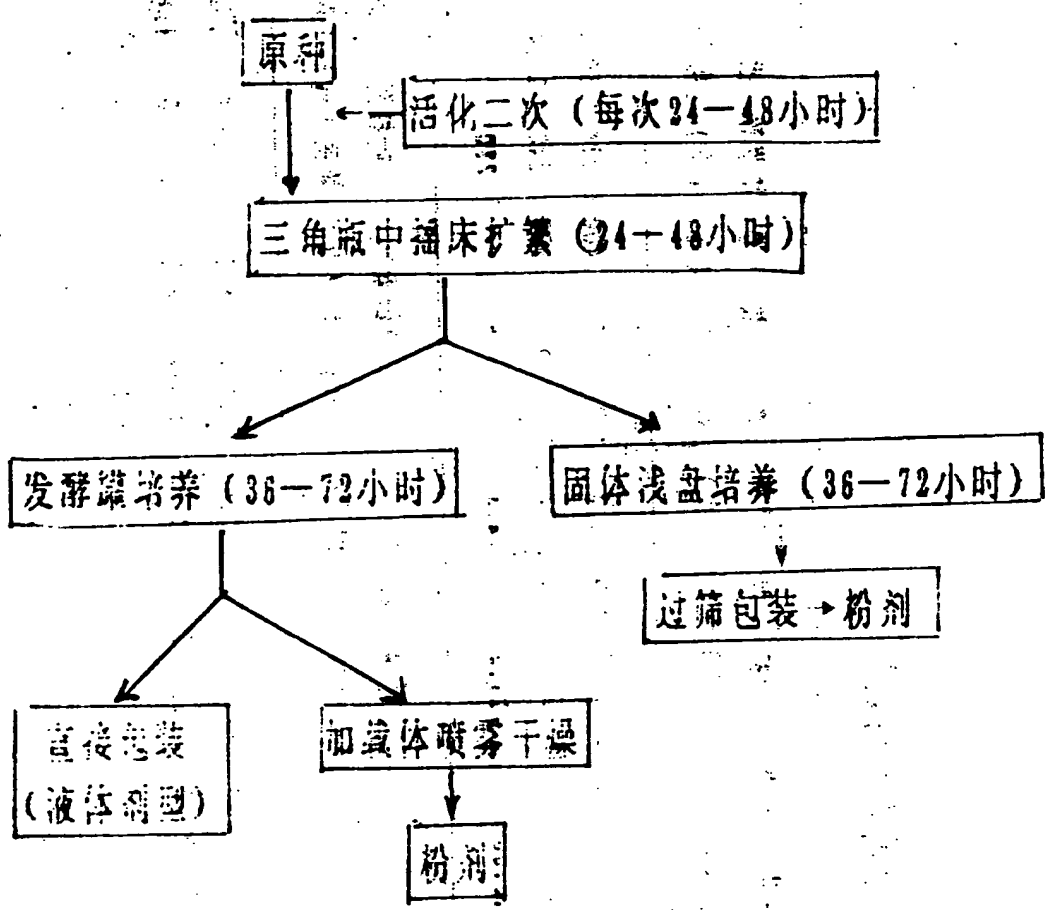 原种
活化二次（每次24—48小时）
三角瓶中摇床扩繁（24—48小时）
发酵罐培养（36—72小时）
固体浅盘培养（36—72小时）
过筛包装→粉剂
直接包装
（液体剂型）
加载体喷雾干燥
粉剂